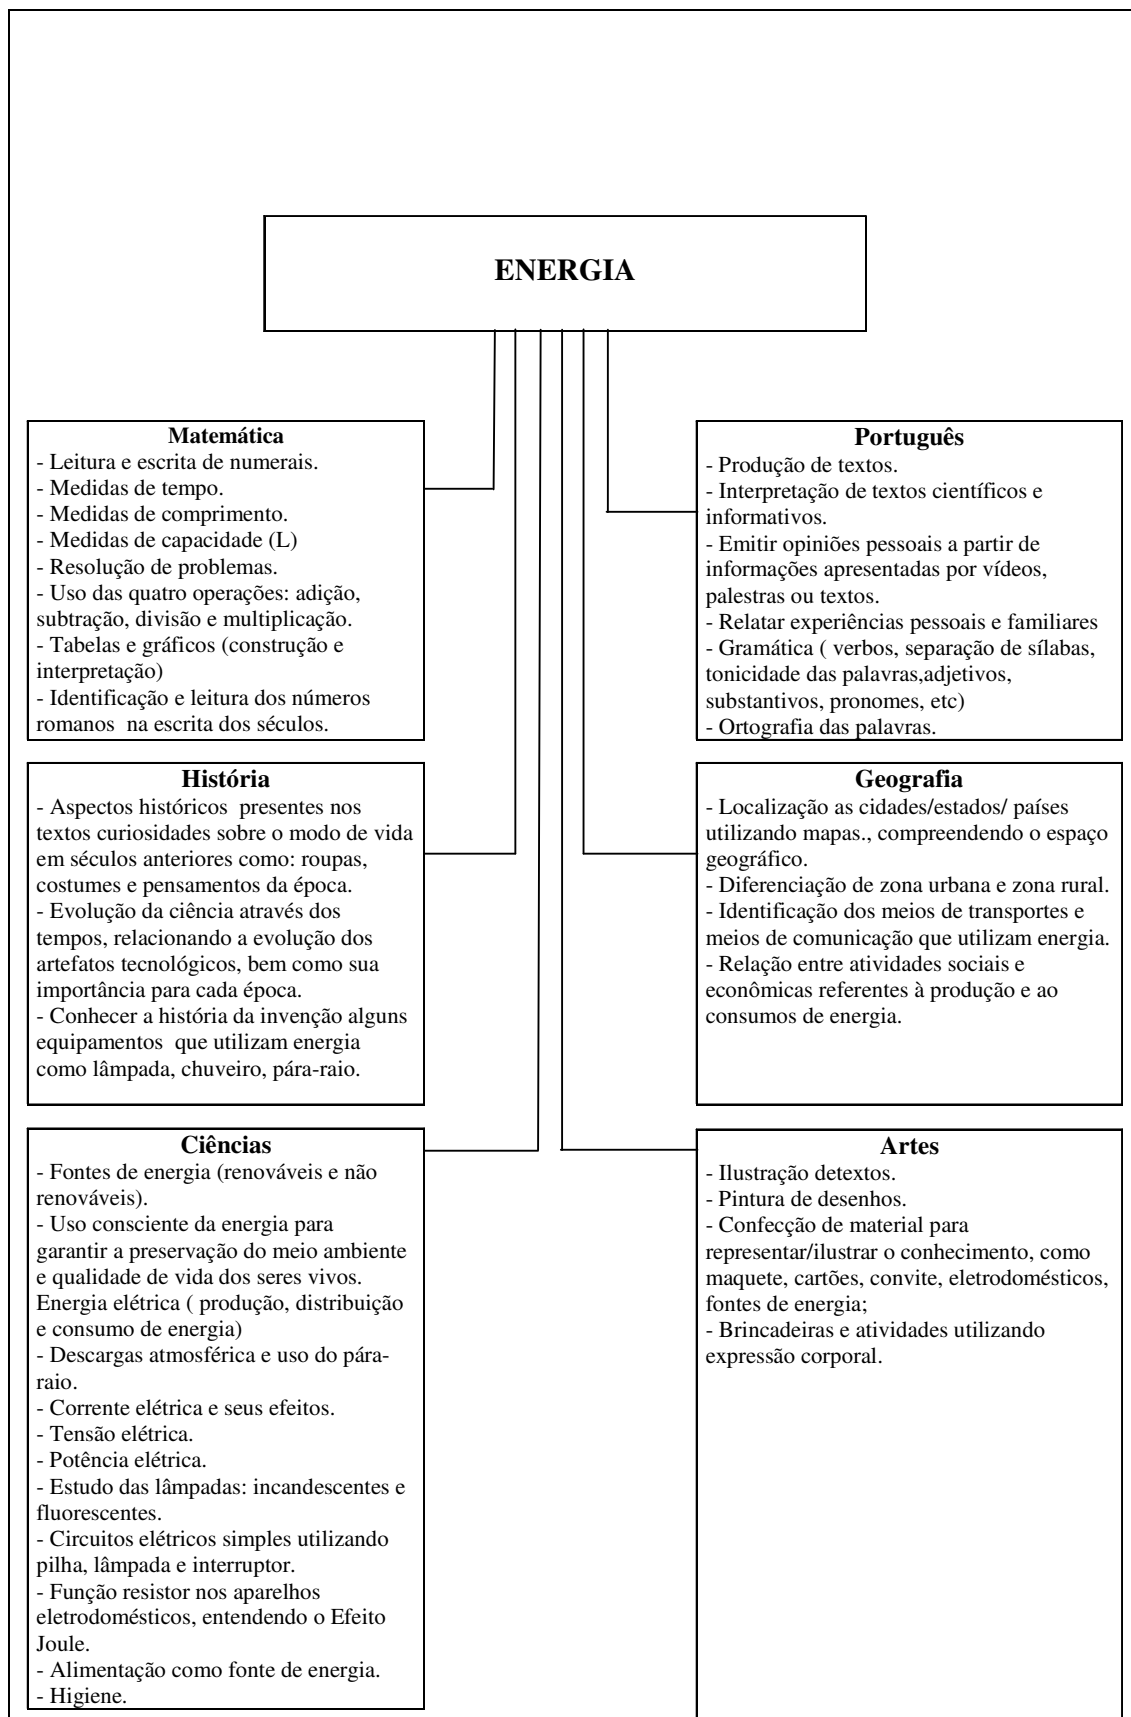 ENERGIA
Matemática
- Leitura e escrita de numerais.
- Medidas de tempo.
- Medidas de comprimento.
- Medidas de capacidade (L)
- Resolução de problemas.
- Uso das quatro operações: adição,
subtração, divisão e multiplicação.
- Tabelas e gráficos (construção e
interpretação)
- Identificação e leitura dos números
romanos  na escrita dos séculos.
Português
- Produção de textos.
- Interpretação de textos científicos e
informativos.
- Emitir opiniões pessoais a partir de
informações apresentadas por vídeos,
palestras ou textos.
- Relatar experiências pessoais e familiares
- Gramática ( verbos, separação de sílabas,
tonicidade das palavras,adjetivos,
substantivos, pronomes, etc)
- Ortografia das palavras.
História
- Aspectos históricos  presentes nos
textos curiosidades sobre o modo de vida
em séculos anteriores como: roupas,
costumes e pensamentos da época.
- Evolução da ciência através dos
tempos, relacionando a evolução dos
artefatos tecnológicos, bem como sua
importância para cada época.
- Conhecer a história da invenção alguns
equipamentos  que utilizam energia
como lâmpada, chuveiro, pára-raio.
Geografia
- Localização as cidades/estados/ países
utilizando mapas., compreendendo o espaço
geográfico.
- Diferenciação de zona urbana e zona rural.
- Identificação dos meios de transportes e
meios de comunicação que utilizam energia.
- Relação entre atividades sociais e
econômicas referentes à produção e ao
consumos de energia.
Ciências
- Fontes de energia (renováveis e não
renováveis).
- Uso consciente da energia para
garantir a preservação do meio ambiente
e qualidade de vida dos seres vivos.
Energia elétrica ( produção, distribuição
e consumo de energia)
- Descargas atmosférica e uso do pára-
raio.
- Corrente elétrica e seus efeitos.
- Tensão elétrica.
- Potência elétrica.
- Estudo das lâmpadas: incandescentes e
fluorescentes.
- Circuitos elétricos simples utilizando
pilha, lâmpada e interruptor.
- Função resistor nos aparelhos
eletrodomésticos, entendendo o Efeito
Joule.
- Alimentação como fonte de energia.
- Higiene.
Artes
- Ilustração detextos.
- Pintura de desenhos.
- Confecção de material para
representar/ilustrar o conhecimento, como
maquete, cartões, convite, eletrodomésticos,
fontes de energia;
- Brincadeiras e atividades utilizando
expressão corporal.